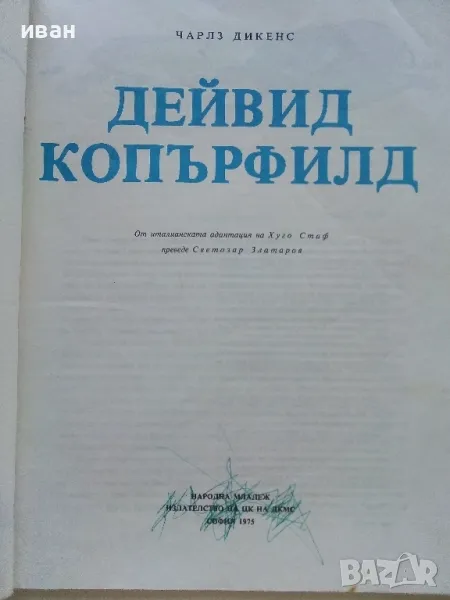 иван
ЧАРЛЗ ДИКЕНС
ДЕЙВИД
КОПЪРФИЛД
От италианската адаптация на Хуго Стиф
преведе Светозар Златаров
НАРОДНА МЛАДЕЖ
ИЗДАТЕЛСТВО НА ЦК НА ДКМС
СОФИЯ 1975
BAZAR